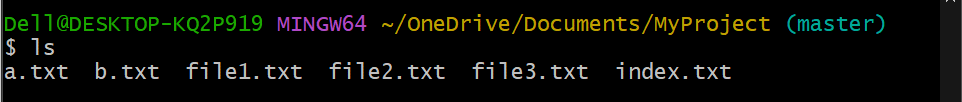 Dell@DESKTOP-KQ2P919 MINGW64 ~/OneDrive/Documents/MyProject (master)
$ ls
a.txt  b.txt  file1.txt  file2.txt  file3.txt  index.txt